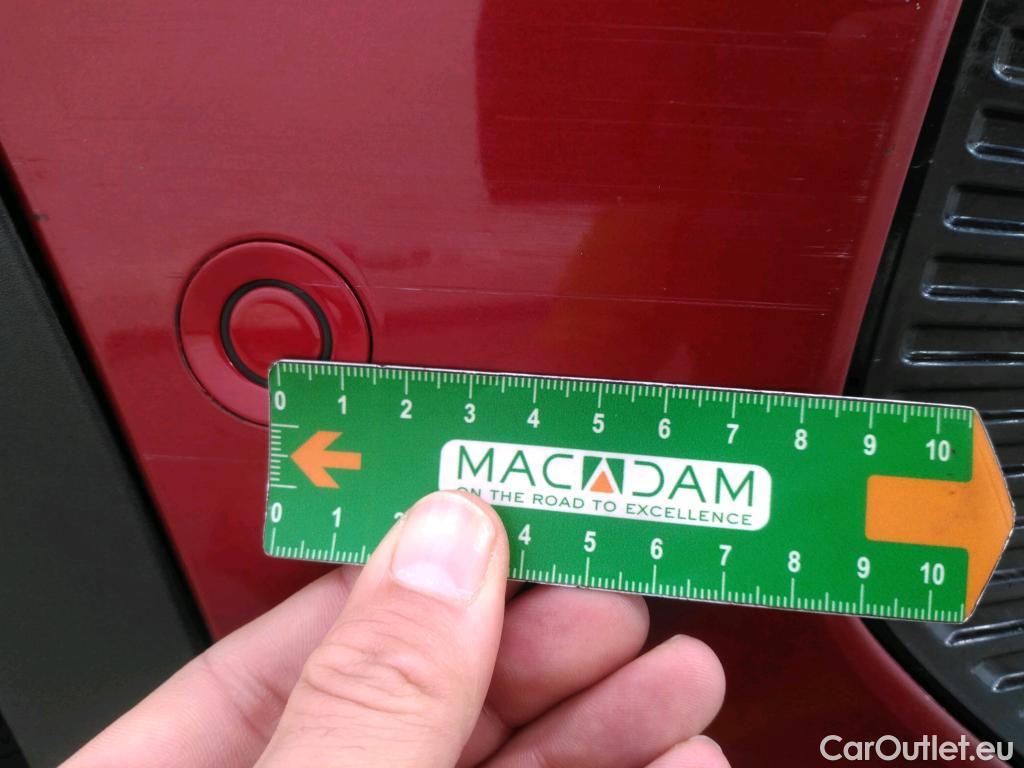 0 1 2 3 4 5 6 7 8 9 10
MACADAM
ON THE ROAD TO EXCELLENCE
0 1 2 4 5 6 7 8 9 10
CarOutlet.eu